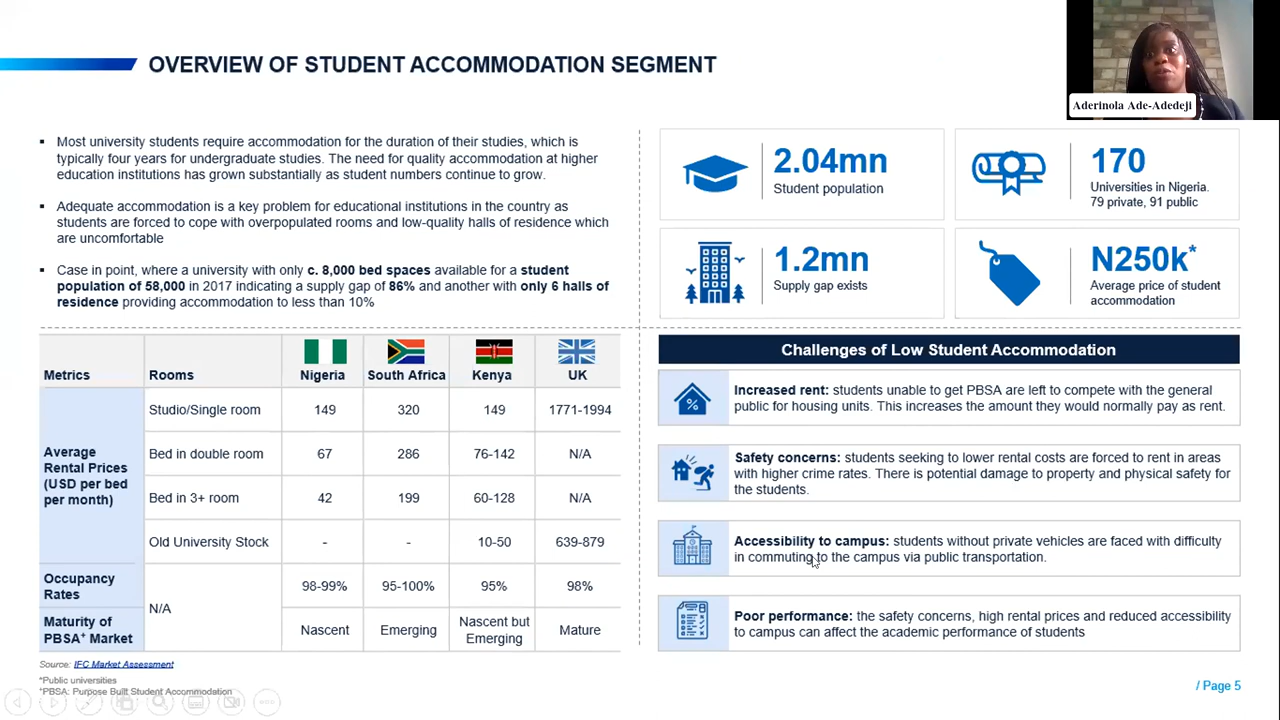 OVERVIEW OF STUDENT ACCOMMODATION SEGMENT
Aderinola Ade-Adedeji
▪ Most university students require accommodation for the duration of their studies, which is
typically four years for undergraduate studies. The need for quality accommodation at higher
education institutions has grown substantially as student numbers continue to grow.
▪ Adequate accommodation is a key problem for educational institutions in the country as
students are forced to cope with overpopulated rooms and low-quality halls of residence which
are uncomfortable
▪ Case in point, where a university with only c. 8,000 bed spaces available for a student
population of 58,000 in 2017 indicating a supply gap of 86% and another with only 6 halls of
residence providing accommodation to less than 10%
2.04mn
Student population
170
Universities in Nigeria.
79 private, 91 public
1.2mn
Supply gap exists
N250k*
Average price of student
accommodation
Metrics Rooms Nigeria South Africa Kenya UK
Average
Rental Prices
(USD per bed
per month)
Studio/Single room 149 320 149 1771-1994
Bed in double room 67 286 76-142 N/A
Bed in 3+ room 42 199 60-128 N/A
Old University Stock - - 10-50 639-879
Occupancy
Rates
N/A
98-99% 95-100% 95% 98%
Maturity of
PBSA+ Market
Nascent Emerging Nascent but
Emerging Mature
Source: IFC Market Assessment
*Public universities
+PBSA: Purpose Built Student Accommodation
Challenges of Low Student Accommodation
%
Increased rent: students unable to get PBSA are left to compete with the general
public for housing units. This increases the amount they would normally pay as rent.
Safety concerns: students seeking to lower rental costs are forced to rent in areas
with higher crime rates. There is potential damage to property and physical safety for
the students.
Accessibility to campus: students without private vehicles are faced with difficulty
in commuting to the campus via public transportation.
Poor performance: the safety concerns, high rental prices and reduced accessibility
to campus can affect the academic performance of students
/ Page 5